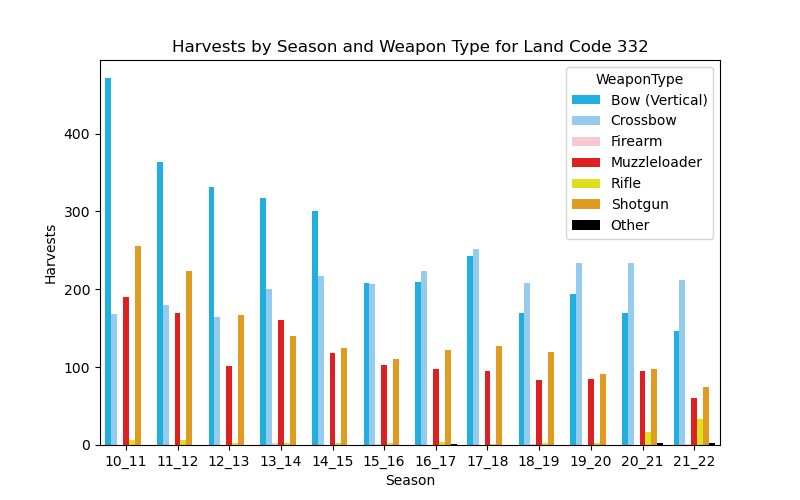 Harvests by Season and Weapon Type for Land Code 332
WeaponType
Bow (Vertical)
Crossbow
Firearm
Muzzleloader
Rifle
Shotgun
Other
Harvests
400
300
200
100
0
10_11 11_12 12_13 13_14 14_15 15_16 16_17 17_18 18_19 19_20 20_21 21_22
Season